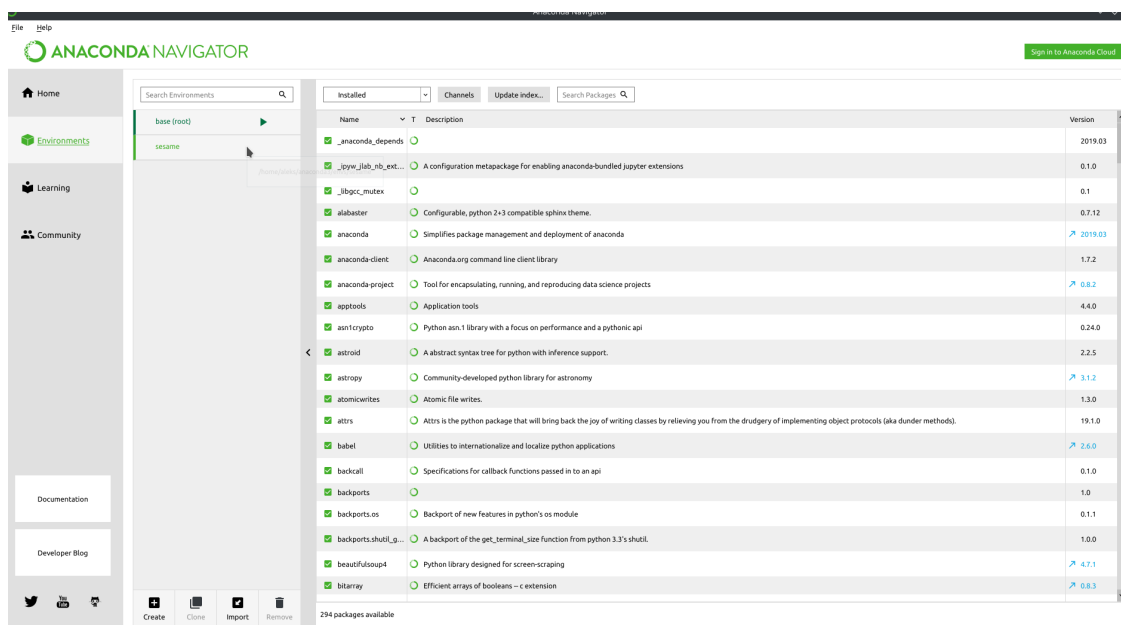 Anaconda Navigator
File Help
ANACONDA NAVIGATOR
Sign in to Anaconda Cloud
Home
Environments
Learning
Community
Documentation
Developer Blog
Search Environments
base (root)
sesame
Create Clone Import Remove
Installed Channels Update index... Search Packages
Name T Description Version
_anaconda_depends 2019.03
_ipyw_jlab_nb_ext... A configuration metapackage for enabling anaconda-bundled jupyter extensions 0.1.0
_libgcc_mutex 0.1
alabaster Configurable, python 2+3 compatible sphinx theme. 0.7.12
anaconda Simplifies package management and deployment of anaconda 2019.03
anaconda-client Anaconda.org command line client library 1.7.2
anaconda-project Tool for encapsulating, running, and reproducing data science projects 0.8.2
apptools Application tools 4.4.0
asn1crypto Python asn.1 library with a focus on performance and a pythonic api 0.24.0
astroid A abstract syntax tree for python with inference support. 2.2.5
astropy Community-developed python library for astronomy 3.1.2
atomicwrites Atomic file writes. 1.3.0
attrs Attrs is the python package that will bring back the joy of writing classes by relieving you from the drudgery of implementing object protocols (aka dunder methods). 19.1.0
babel Utilities to internationalize and localize python applications 2.6.0
backcall Specifications for callback functions passed in to an api 0.1.0
backports 1.0
backports.os Backport of new features in python's os module 0.1.1
backports.shutil_g... A backport of the get_terminal_size function from python 3.3's shutil. 1.0.0
beautifulsoup4 Python library designed for screen-scraping 4.7.1
bitarray Efficient arrays of booleans -- c extension 0.8.3
294 packages available
You
Tube